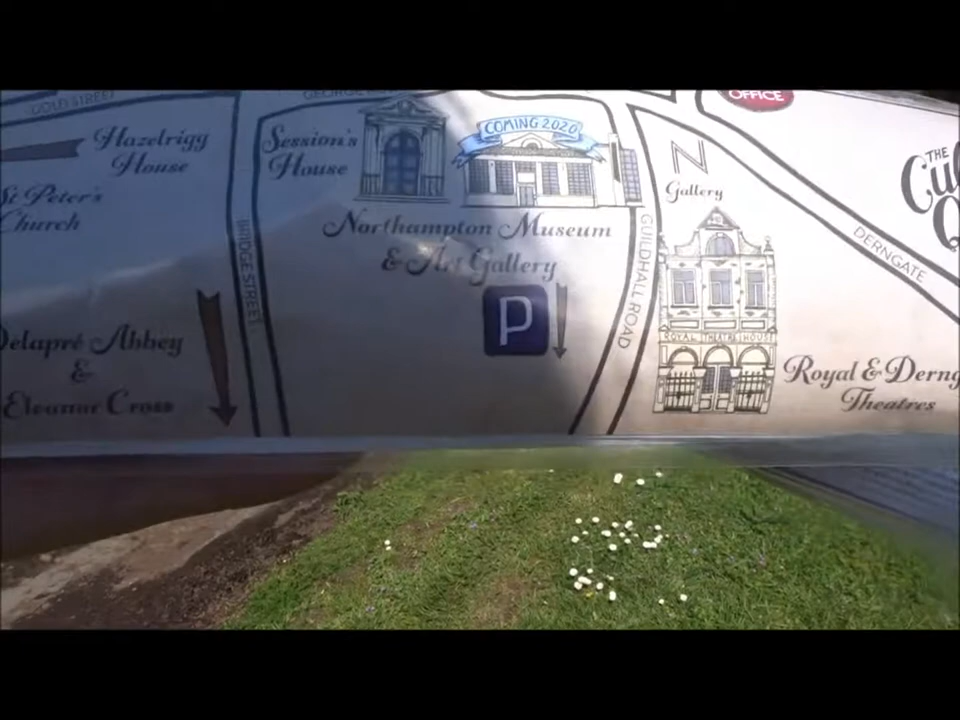 GOLD STREET
OFFICE
Hazelrigg
House
Session's
House
COMING 2020
N
Gallery
THE
St Peter's
Church
Northampton Museum
& Art Gallery
BRIDGE STREET
GUILDHALL ROAD
DERNGATE
P
ROYAL THEATRE HOUSE
Delapré Abbey
&
Eleanor Cross
Royal & Dern
Theatres